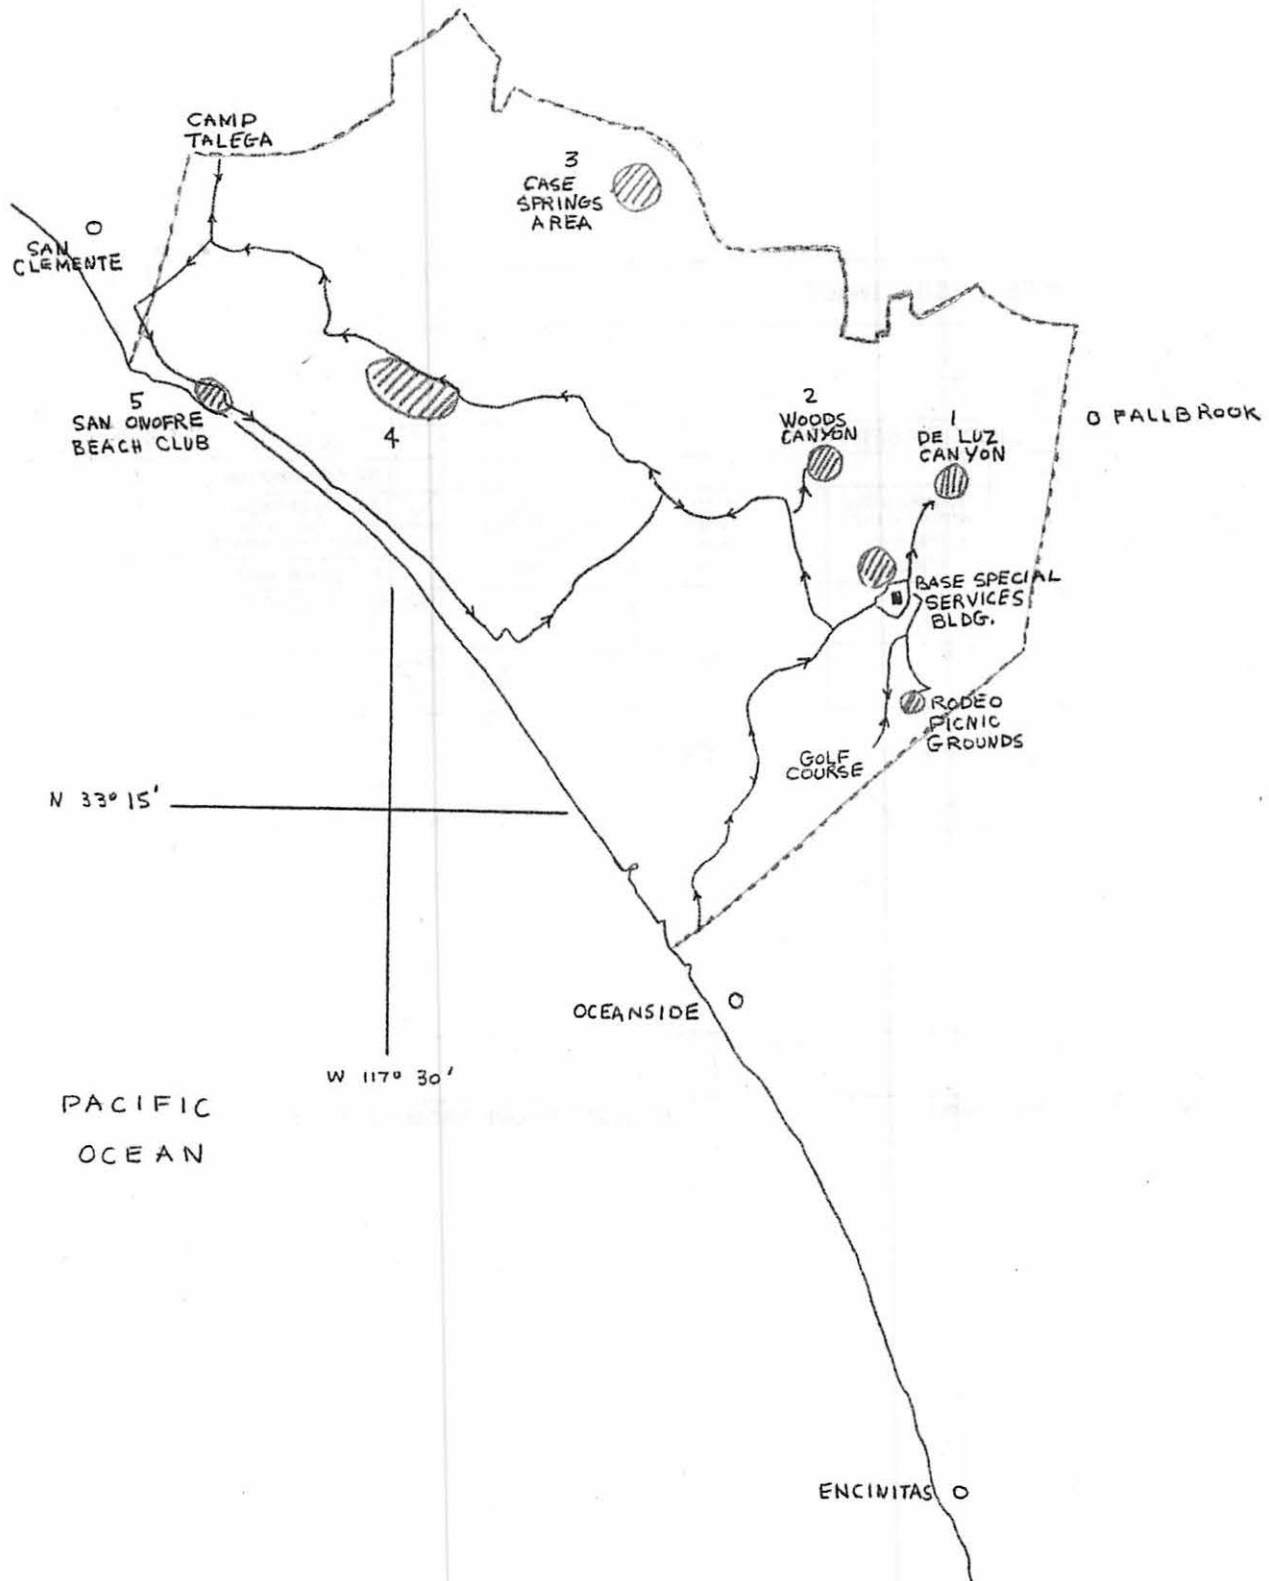 CAMP
TALEGA
3
CASE
SPRINGS
AREA
SAN
CLEMENTE
5
SAN ONOFRE
BEACH CLUB
4
2
WOODS
CANYON
1
DE LUZ
CANYON
FALLBROOK
BASE SPECIAL
SERVICES
BLDG.
RODEO
PICNIC
GROUNDS
GOLF
COURSE
N 33° 15'
W 117° 30'
OCEANSIDE
PACIFIC
OCEAN
ENCINITAS